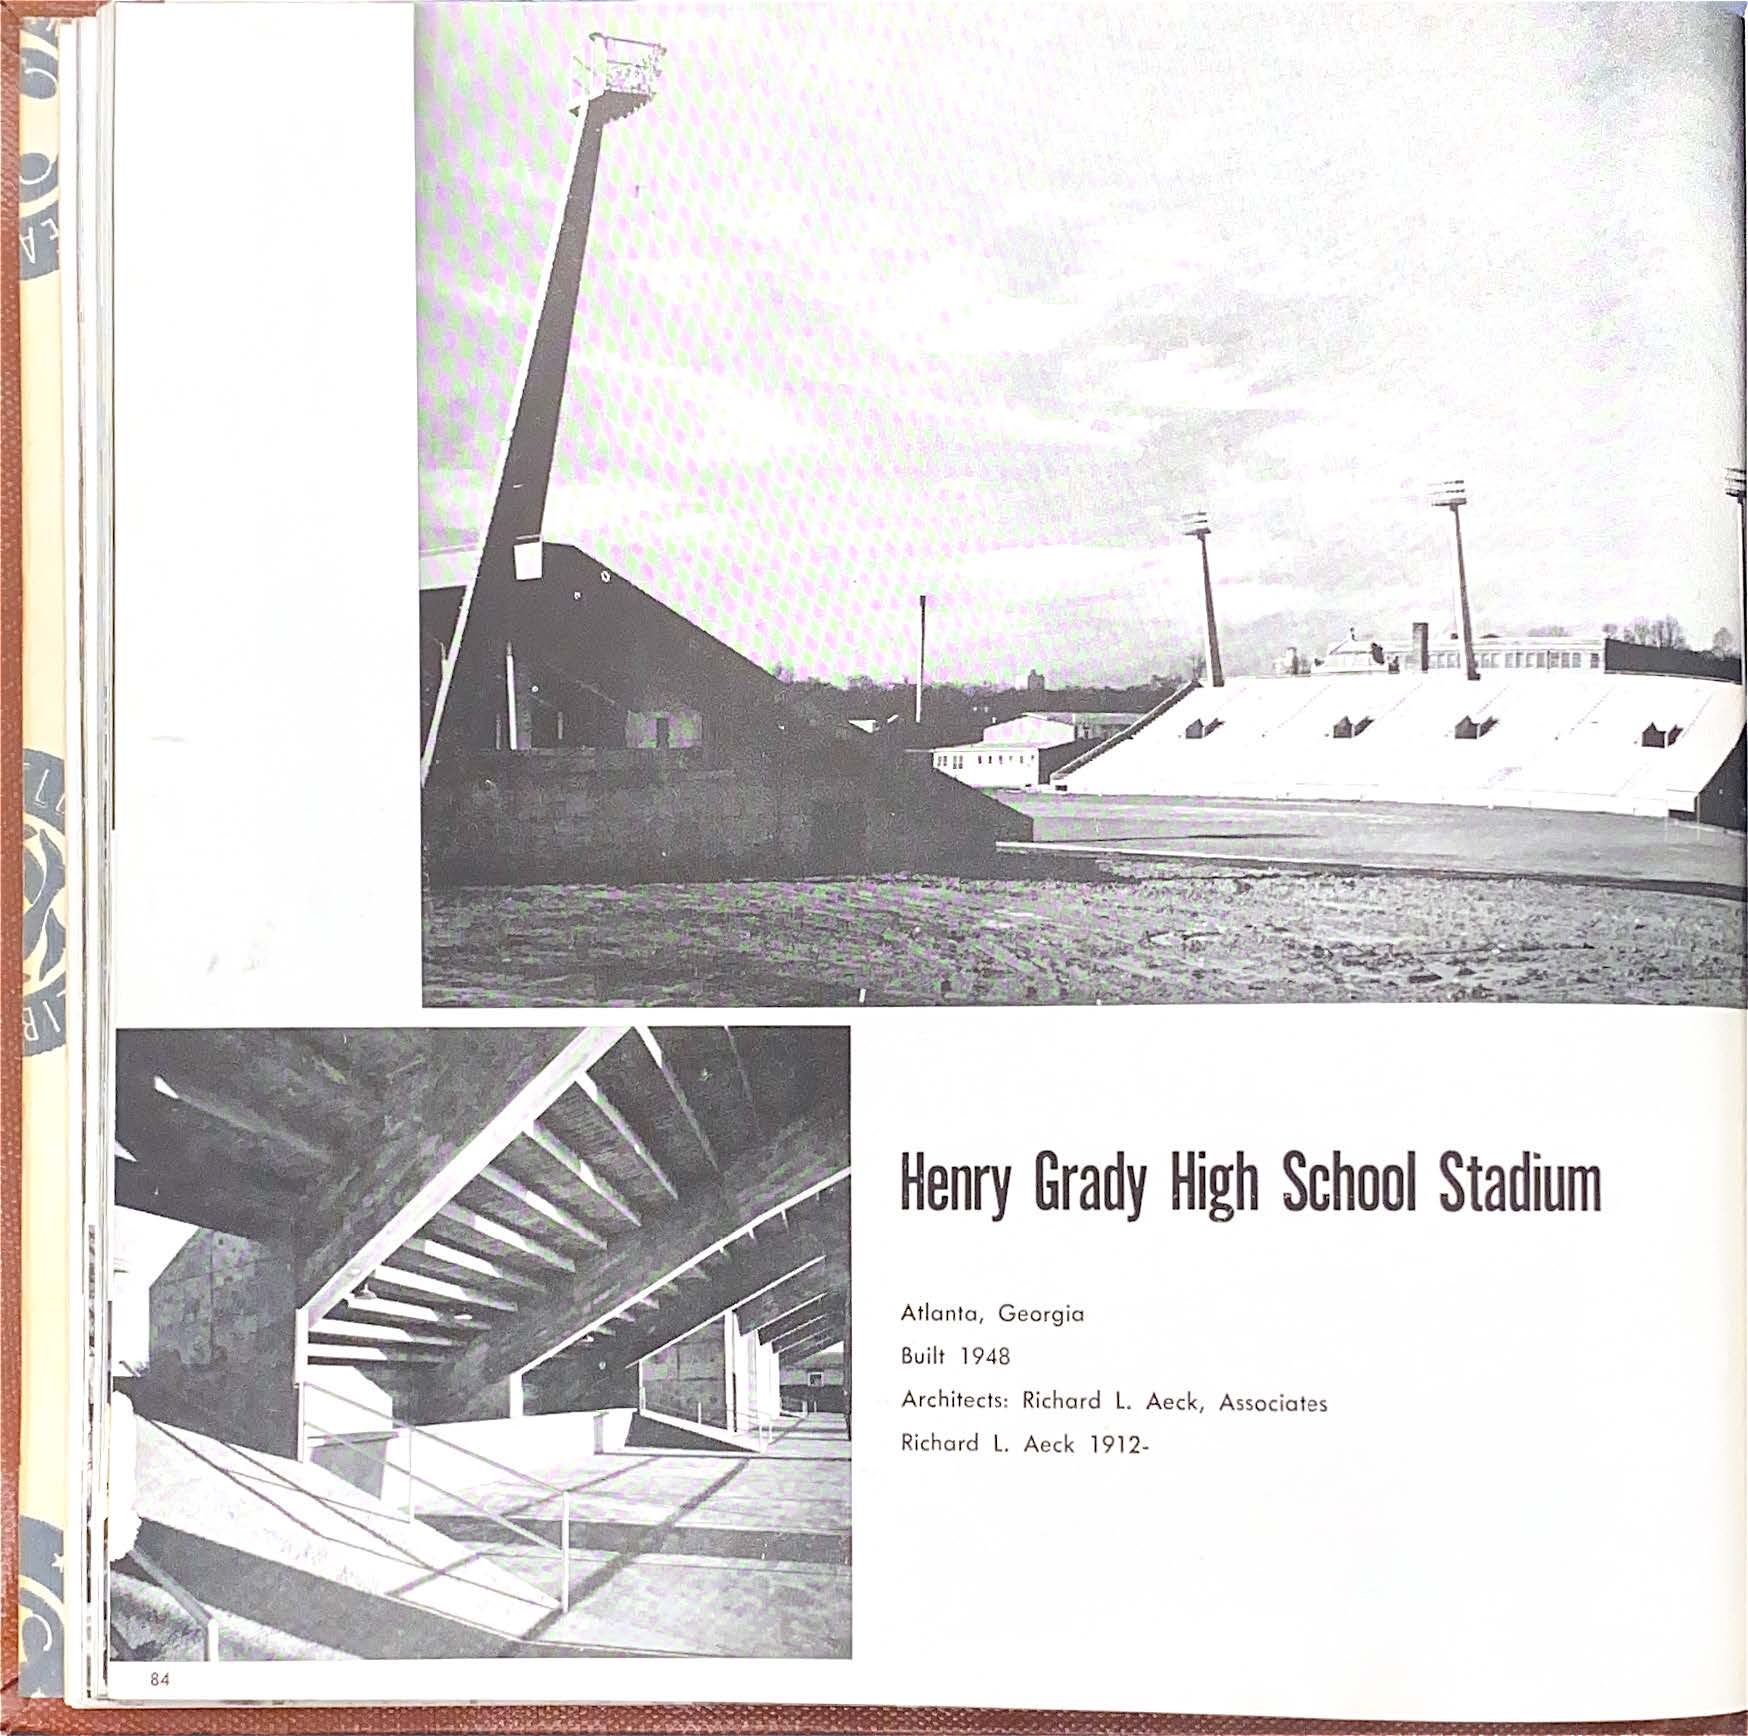 Henry Grady High School Stadium
Atlanta, Georgia
Built 1948
Architects: Richard L. Aeck, Associates
Richard L. Aeck 1912-
84